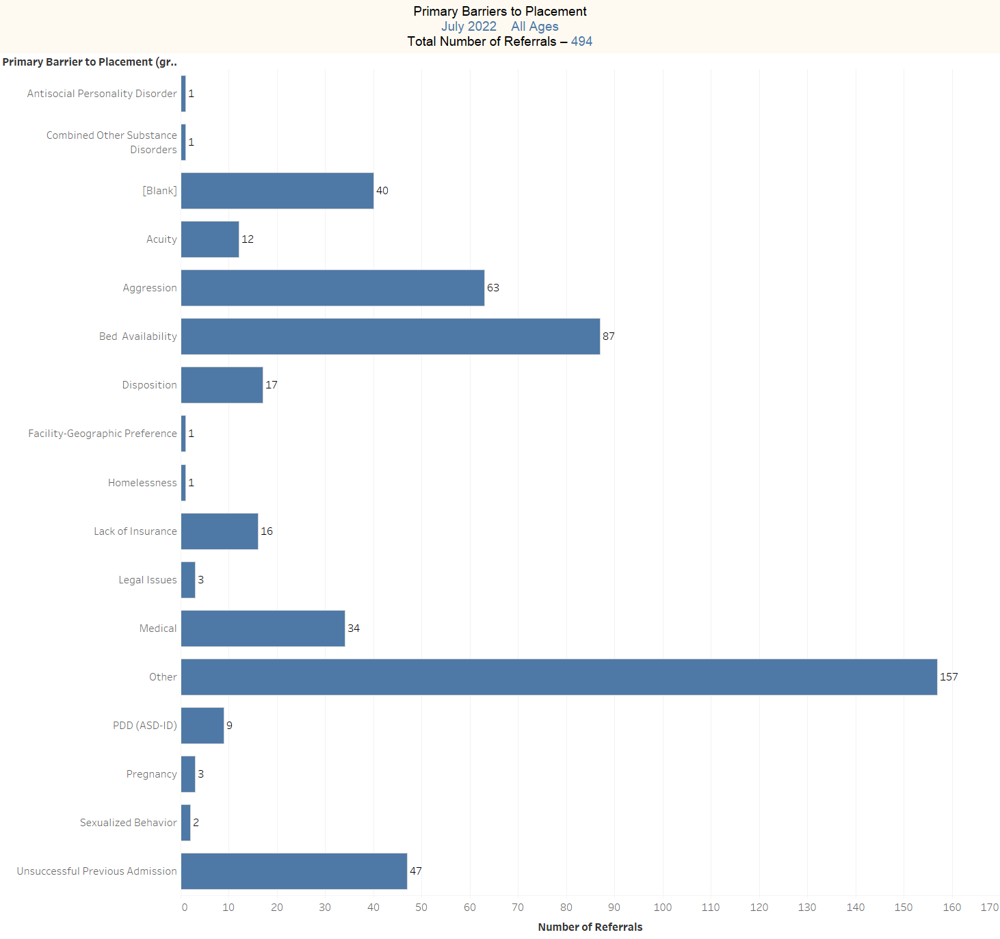 Primary Barriers to Placement
July 2022 All Ages
Total Number of Referrals – 494
Primary Barrier to Placement (gr..
Antisocial Personality Disorder 1
Combined Other Substance
Disorders 1
[Blank] 40
Acuity 12
Aggression 63
Bed Availability 87
Disposition 17
Facility-Geographic Preference 1
Homelessness 1
Lack of Insurance 16
Legal Issues 3
Medical 34
Other 157
PDD (ASD-ID) 9
Pregnancy 3
Sexualized Behavior 2
Unsuccessful Previous Admission 47
0 10 20 30 40 50 60 70 80 90 100 110 120 130 140 150 160 170
Number of Referrals